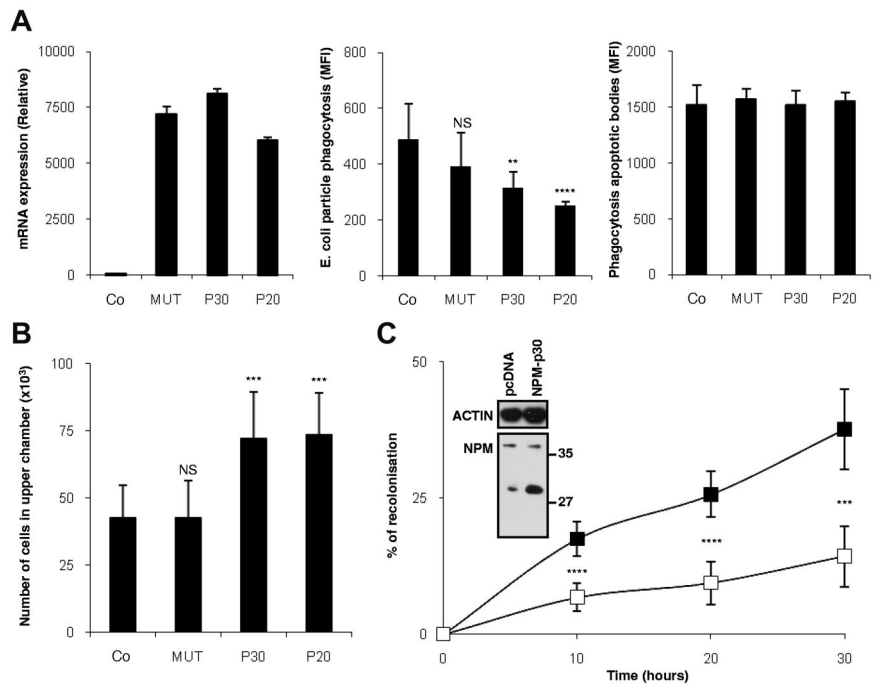 A
mRNA expression (Relative)
10000
7500
5000
2500
0
Co MUT P30 P20
E. coli particle phagocytosis (MFI)
800
600
400
200
0
NS
**
****
Co MUT P30 P20
Phagocytosis apoptotic bodies (MFI)
2000
1500
1000
500
0
Co MUT P30 P20
B
Number of cells in upper chamber (x10³)
100
75
50
25
0
NS
***
***
Co MUT P30 P20
C
% of recolonisation
50
25
0
pcDNA
NPM-p30
ACTIN
NPM
35
27
****
****
***
0 10 20 30
Time (hours)